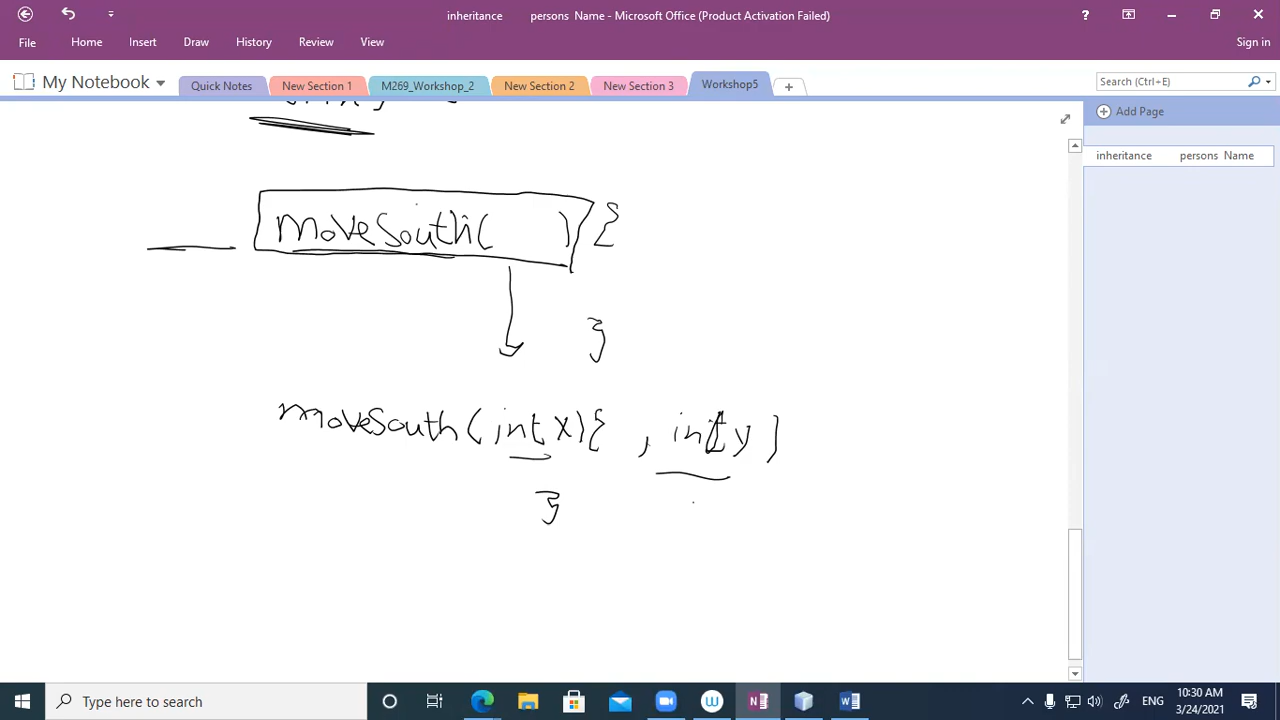 inheritance persons Name - Microsoft Office (Product Activation Failed)
?
File Home Insert Draw History Review View Sign in
My Notebook Quick Notes New Section 1 M269_Workshop_2 New Section 2 New Section 3 Workshop5 + Search (Ctrl+E)
Add Page
inheritance persons Name
moveSouth( ) {
}
moveSouth( int x) { , int y )
}
Type here to search
ENG
10:30 AM
3/24/2021